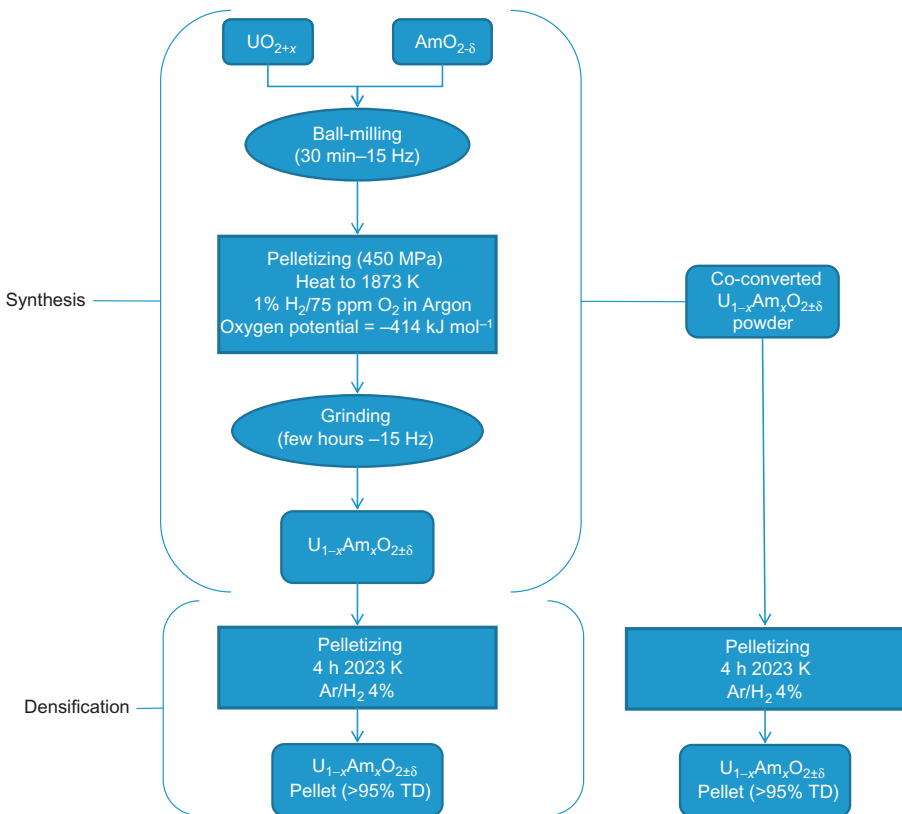 UO₂₊ₓ
AmO₂₋δ
Ball-milling
(30 min–15 Hz)
Pelletizing (450 MPa)
Heat to 1873 K
1% H₂/75 ppm O₂ in Argon
Oxygen potential = –414 kJ mol⁻¹
Synthesis
Grinding
(few hours –15 Hz)
U₁₋ₓAmₓO₂±δ
Co-converted
U₁₋ₓAmₓO₂±δ
powder
Densification
Pelletizing
4 h 2023 K
Ar/H₂ 4%
U₁₋ₓAmₓO₂±δ
Pellet (>95% TD)
Pelletizing
4 h 2023 K
Ar/H₂ 4%
U₁₋ₓAmₓO₂±δ
Pellet (>95% TD)